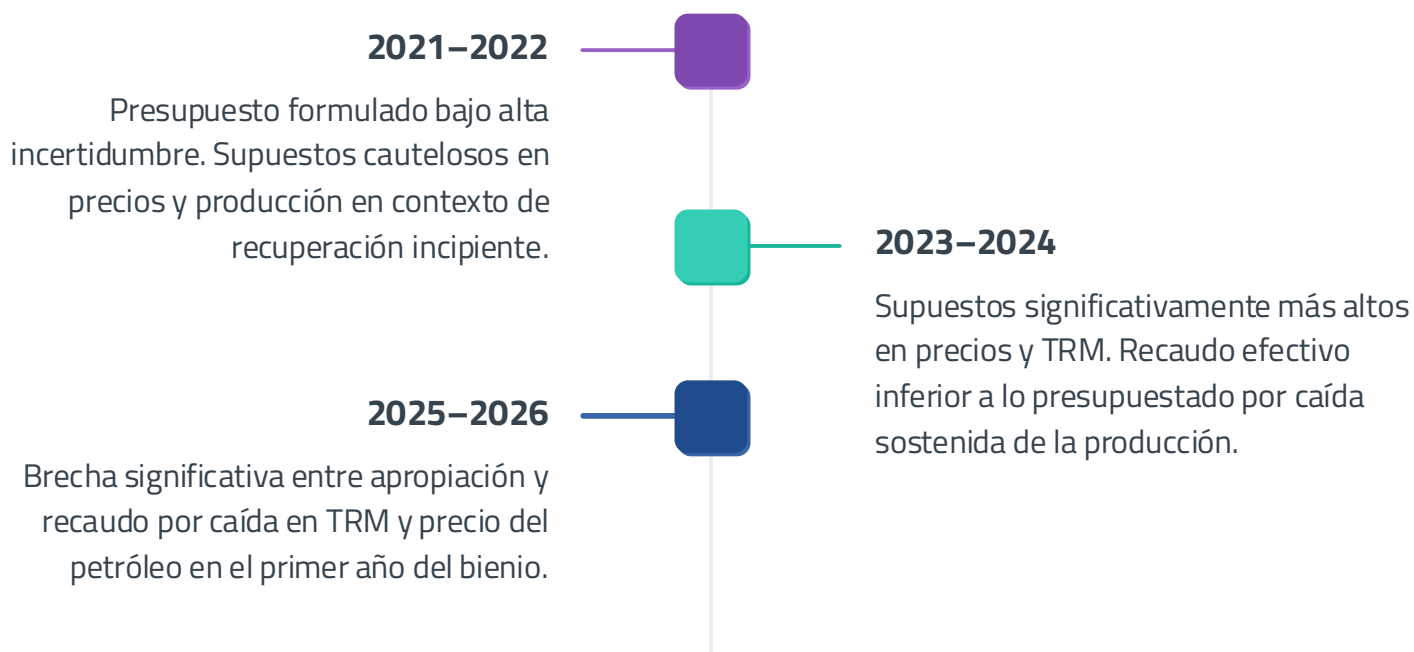 2021–2022
Presupuesto formulado bajo alta
incertidumbre. Supuestos cautelosos en
precios y producción en contexto de
recuperación incipiente.
2023–2024
Supuestos significativamente más altos
en precios y TRM. Recaudo efectivo
inferior a lo presupuestado por caída
sostenida de la producción.
2025–2026
Brecha significativa entre apropiación y
recaudo por caída en TRM y precio del
petróleo en el primer año del bienio.